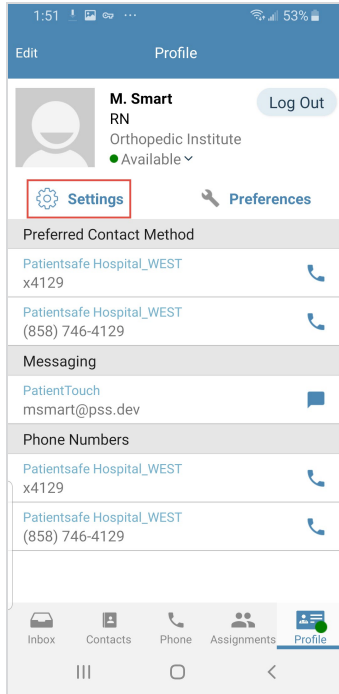 1:51 ... 53%
Edit Profile
M. Smart
RN
Orthopedic Institute
Available
Log Out
Settings Preferences
Preferred Contact Method
Patientsafe Hospital_WEST
x4129
Patientsafe Hospital_WEST
(858) 746-4129
Messaging
PatientTouch
msmart@pss.dev
Phone Numbers
Patientsafe Hospital_WEST
x4129
Patientsafe Hospital_WEST
(858) 746-4129
Inbox Contacts Phone Assignments Profile